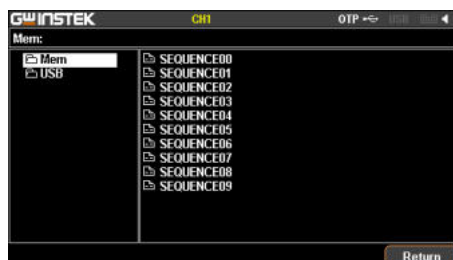 GWINSTEK CH1 OTP USB
Mem:
Mem
USB
SEQUENCE00
SEQUENCE01
SEQUENCE02
SEQUENCE03
SEQUENCE04
SEQUENCE05
SEQUENCE06
SEQUENCE07
SEQUENCE08
SEQUENCE09
Return